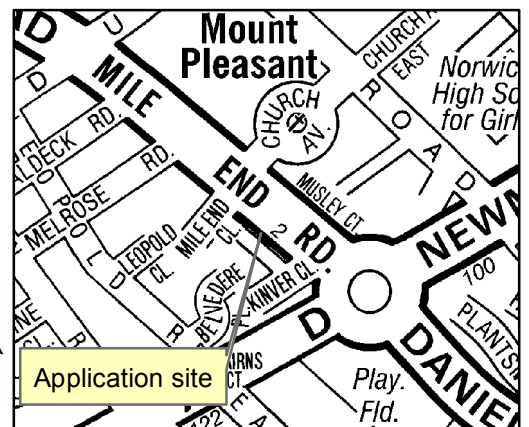 Mount
Pleasant
MILE
END
RD.
CHURCH
AV.
CHURCH
EAST
ROAD
Norwic
High Sc
for Girl
ALDECK RD.
MELROSE
RD.
LEOPOLD
CL.
MILE END
CL.
2
MUSLEY CT.
NEWM
100
BELVEDERE
KINVER CL.
PLANTS
DANIE
Application site
Play.
Fld.
122
CT.